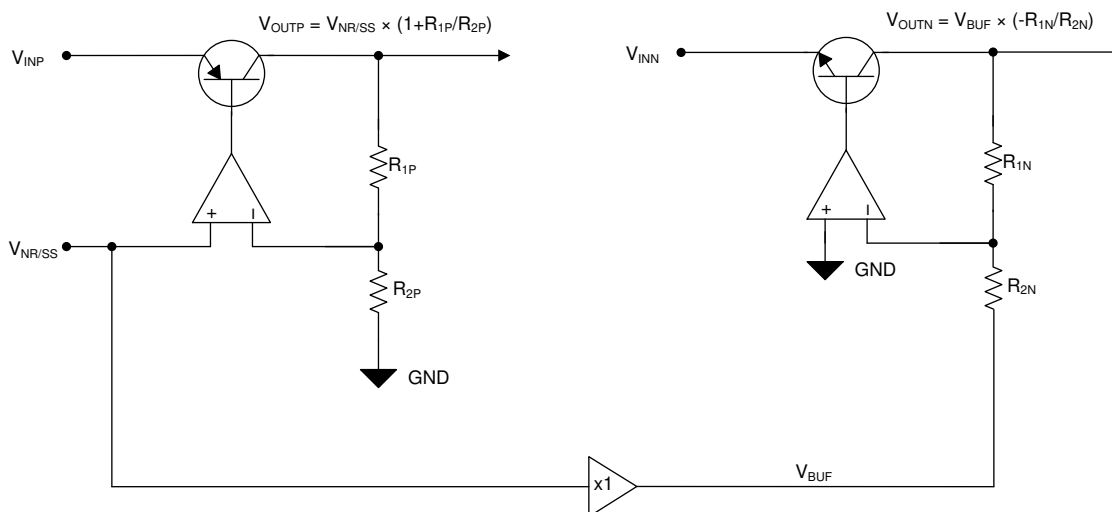 V_OUTP = V_NR/SS × (1+R_1P/R_2P)
V_OUTN = V_BUF × (-R_1N/R_2N)
V_INP
V_INN
R_1P
R_1N
+ –
+ –
V_NR/SS
GND
R_2P
R_2N
GND
x1
V_BUF